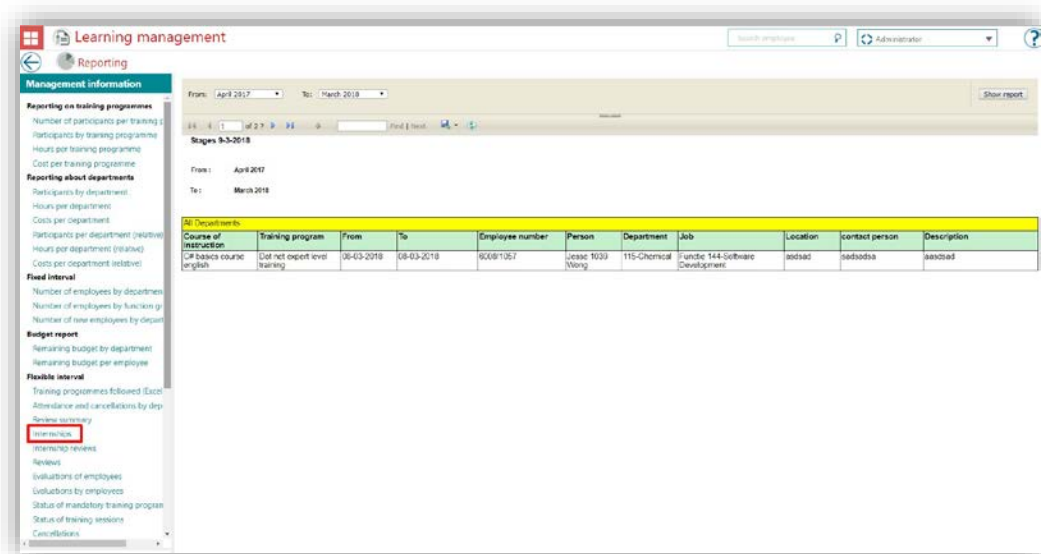 Learning management
Search employee
Administrator
?
Reporting
Management information
Reporting on training programmes
Number of participants per training p
Participants by training programme
Hours per training programme
Cost per training programme
Reporting about departments
Participants by department
Hours per department
Costs per department
Participants per department (relative)
Hours per department (relative)
Costs per department (relative)
Fixed interval
Number of employees by departmen
Number of employees by function gr
Number of new employees by depart
Budget report
Remaining budget by department
Remaining budget per employee
Flexible interval
Training programmes followed (Excel
Attendance and cancellations by dep
Review summary
Internships
Internship reviews
Reviews
Evaluations of employees
Evaluations by employees
Status of mandatory training program
Status of training sessions
Cancellations
From: April 2017 To: March 2018 Show report
1 of 2 ? Find | Next
Stages 9-3-2018
From : April 2017
To : March 2018
All Departments
Course of instruction Training program From To Employee number Person Department Job Location contact person Description
C# basics course english Dot net expert level training 08-03-2018 08-03-2018 6008/1057 Jesse 1039 Wong 115-Chemical Functie 144-Software Development asdsad sadsadsa aasdsad